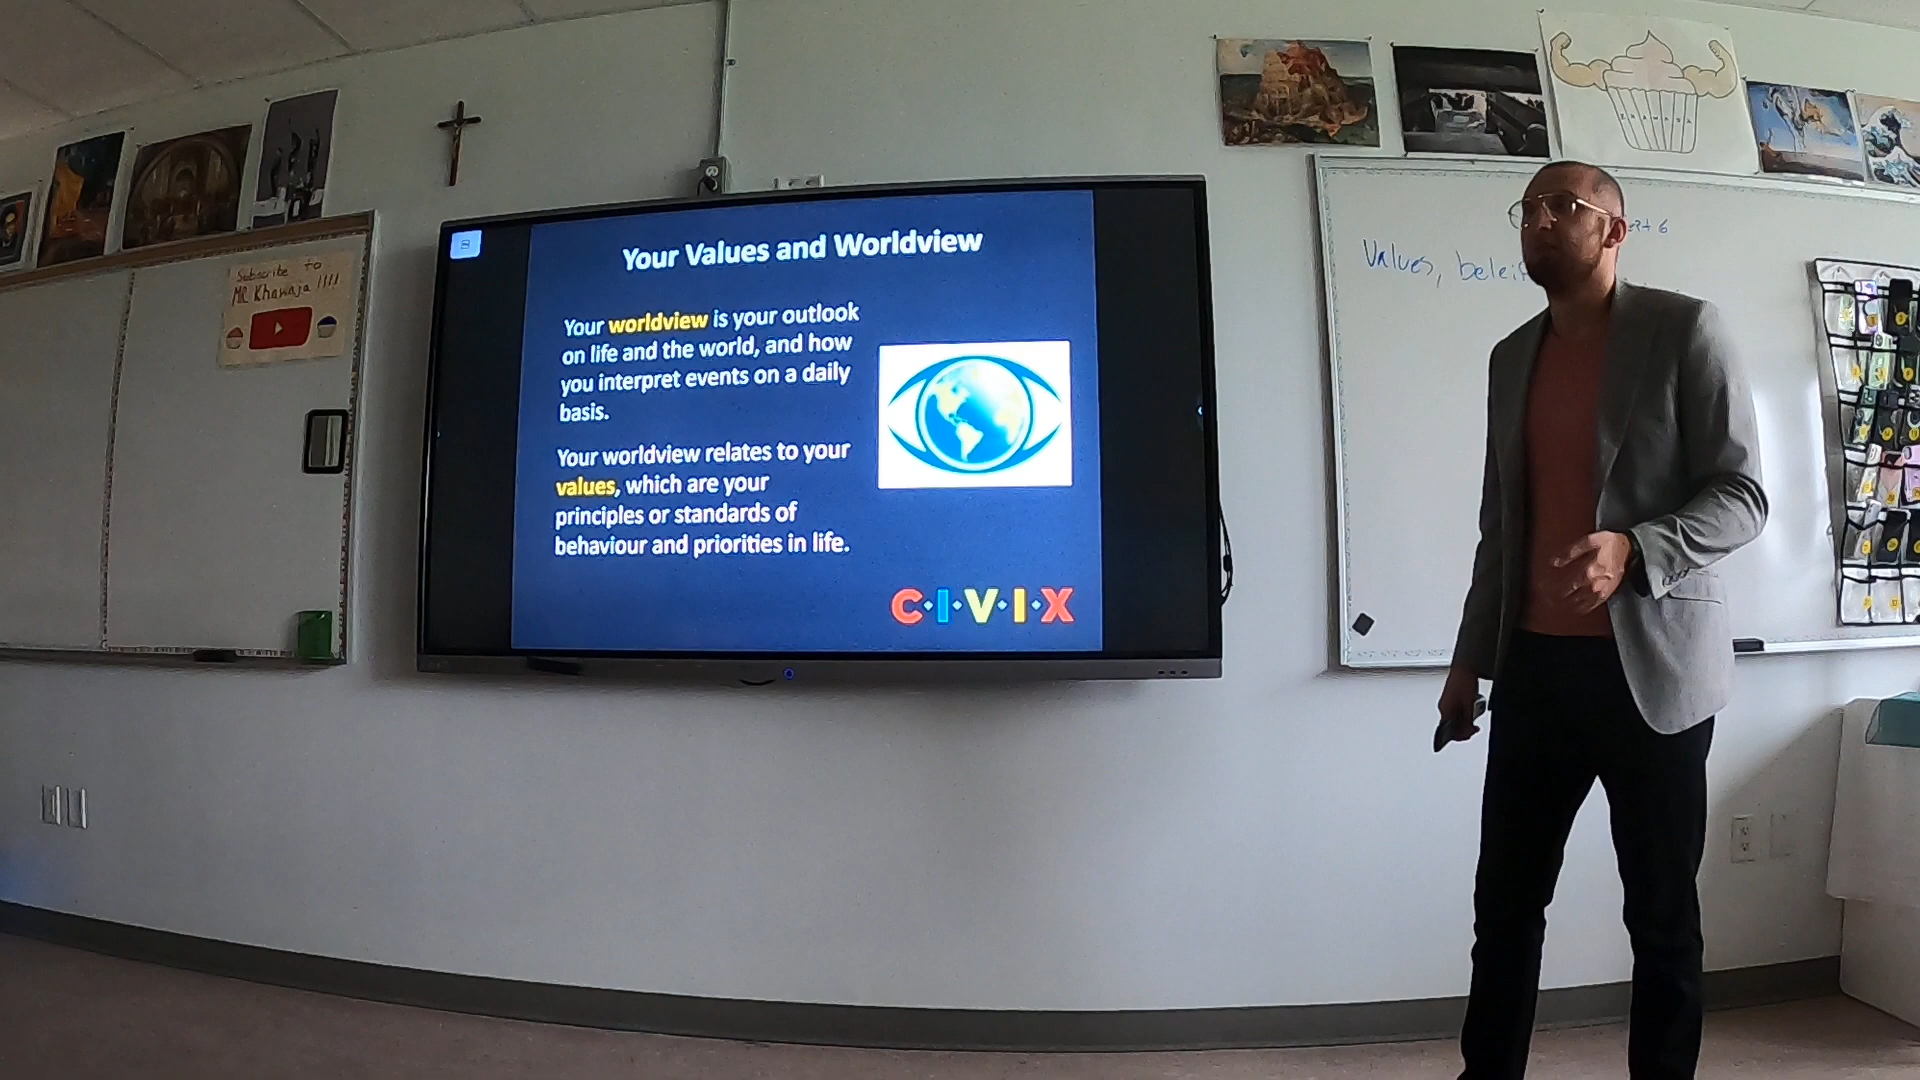 Subscribe to
MR Khawaja !!!!
Your Values and Worldview
Your worldview is your outlook
on life and the world, and how
you interpret events on a daily
basis.
Your worldview relates to your
values, which are your
principles or standards of
behaviour and priorities in life.
C·I·V·I·X
KHAWAJA
Values,